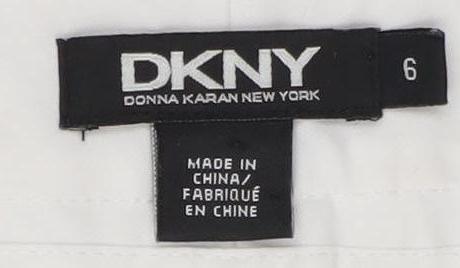 DKNY
DONNA KARAN NEW YORK
6
MADE IN
CHINA/
FABRIQUÉ
EN CHINE